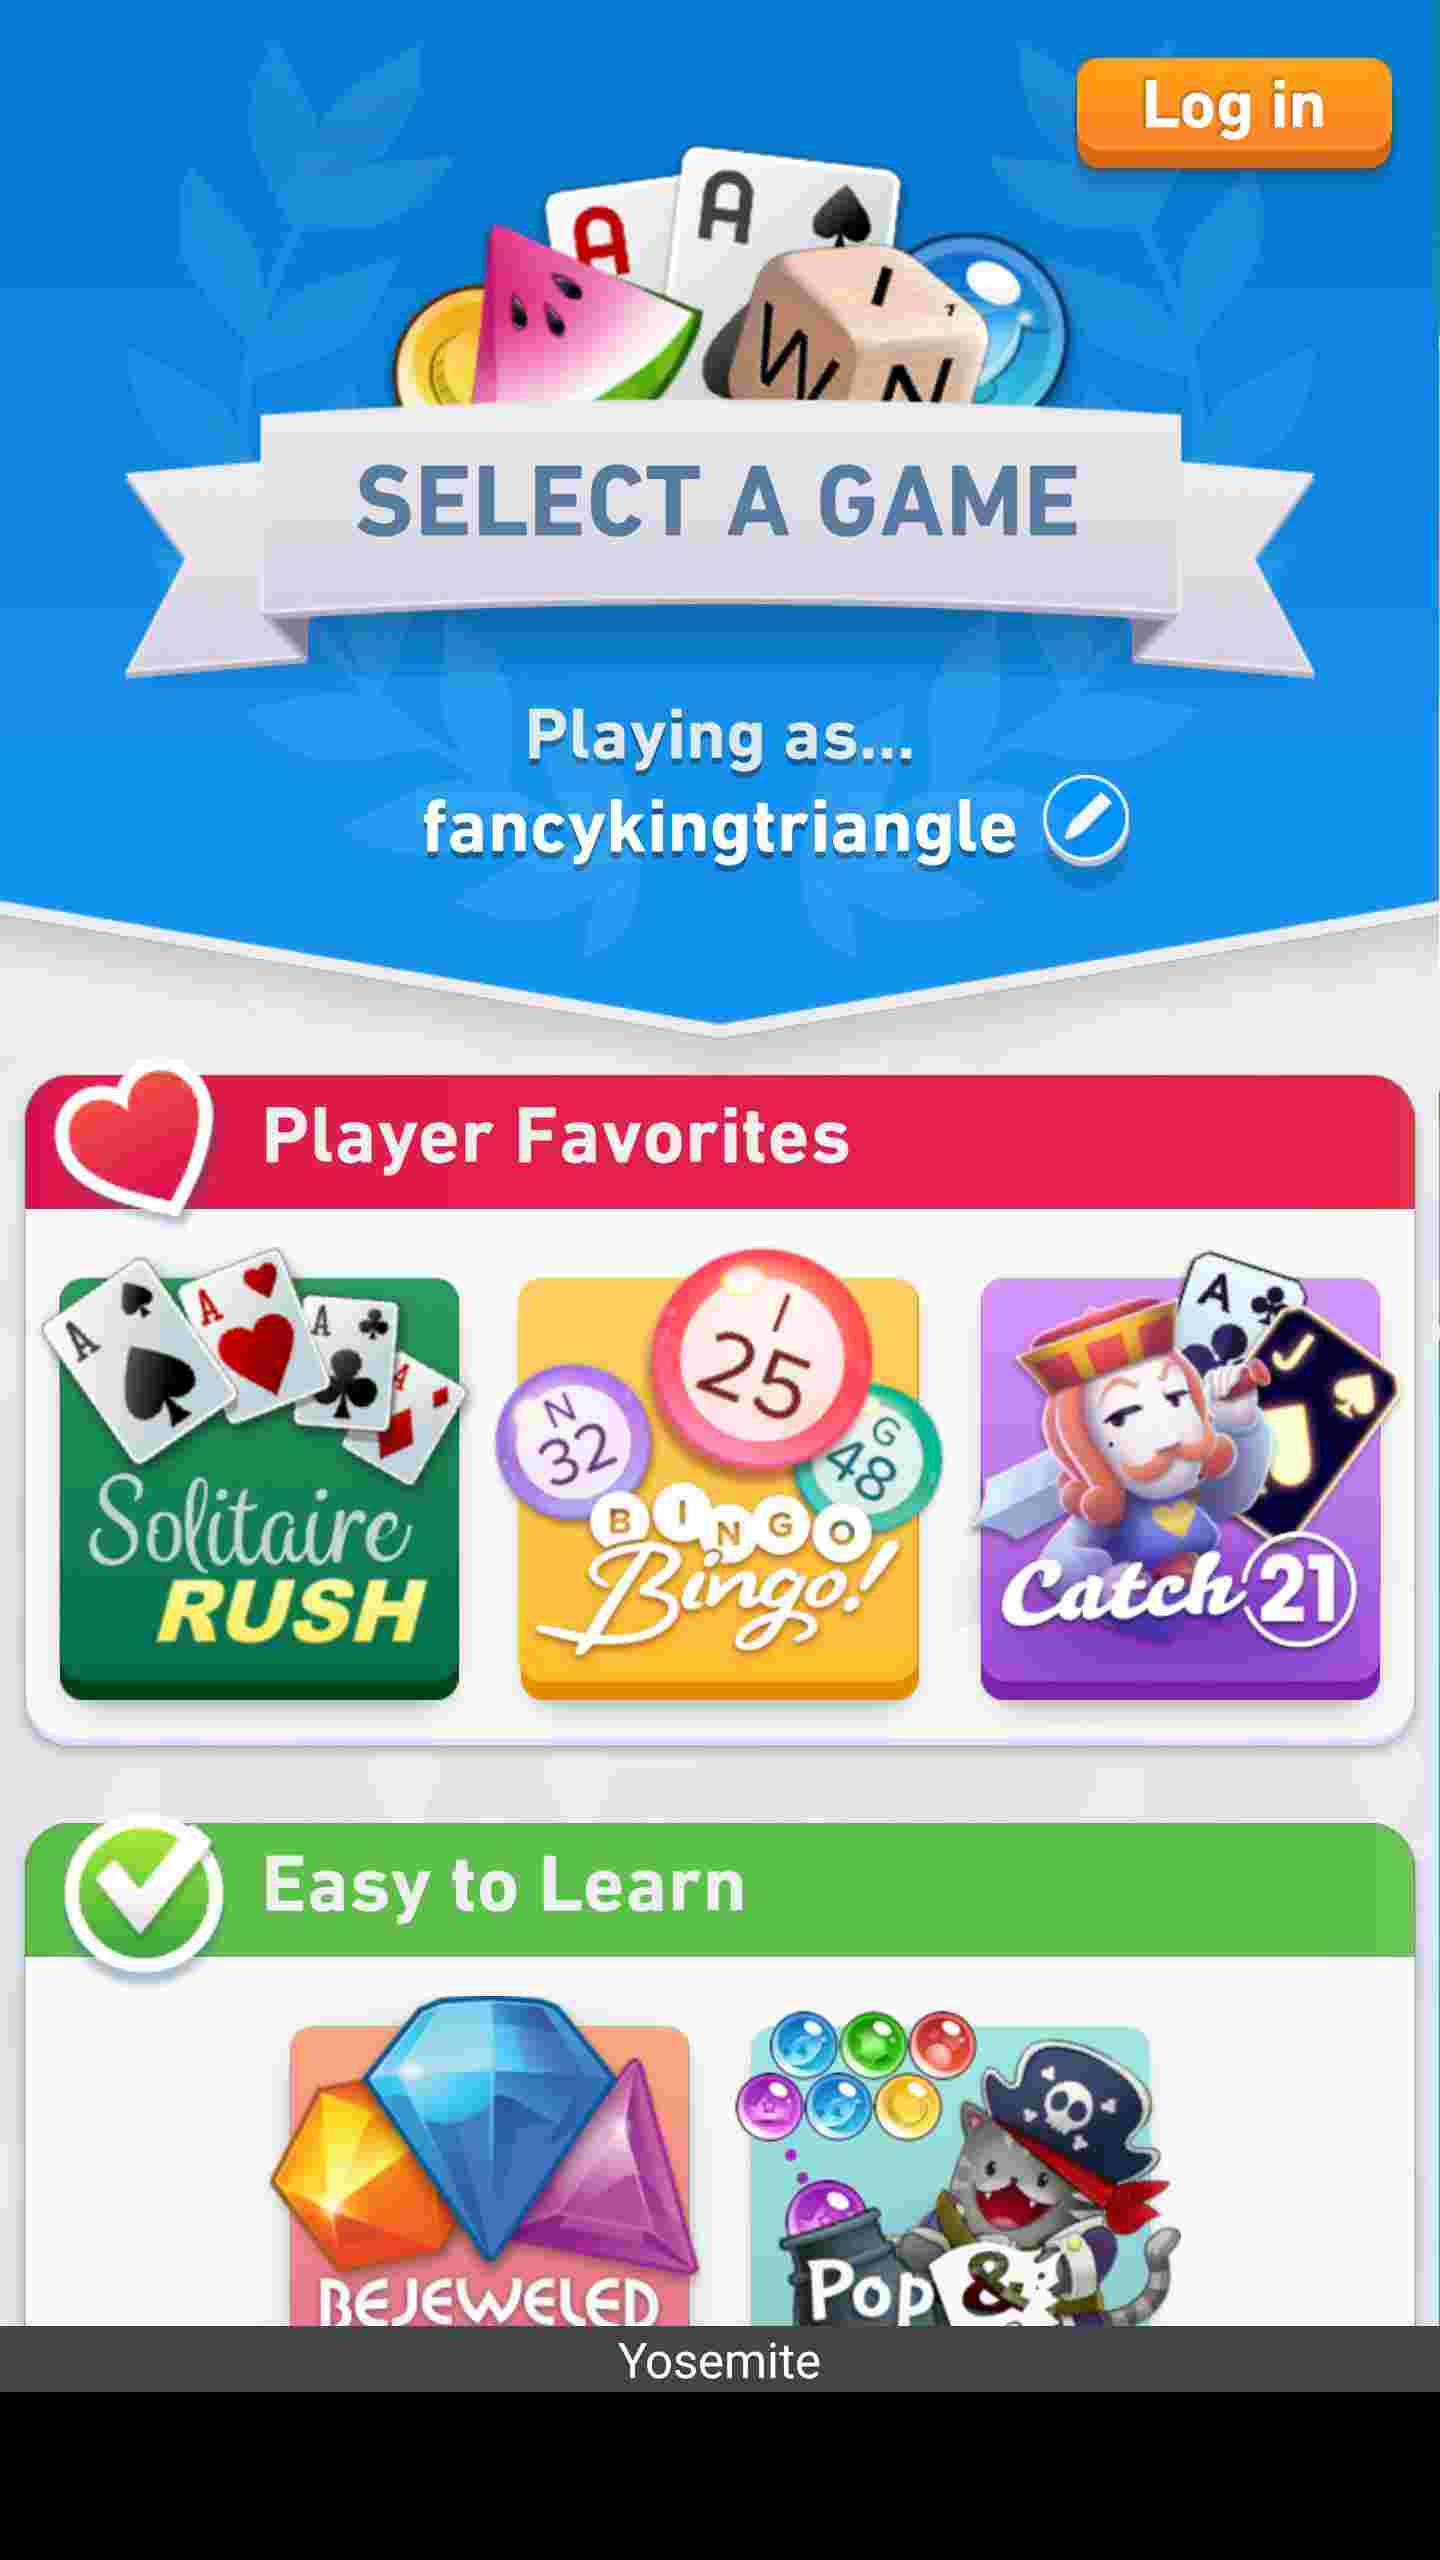 Log in
A
A
I
1
W
N
SELECT A GAME
Playing as...
fancykingtriangle
Player Favorites
A
A
A
A
Solitaire
RUSH
I
25
N
32
G
48
BINGO
Bingo!
A
J
Catch 21
Easy to Learn
BEJEWELED
Pop &
Yosemite